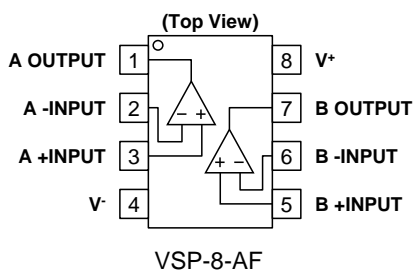 (Top View)
A OUTPUT 1 8 V+
A -INPUT 2 7 B OUTPUT
A +INPUT 3 6 B -INPUT
V- 4 5 B +INPUT
- +
+ -
VSP-8-AF